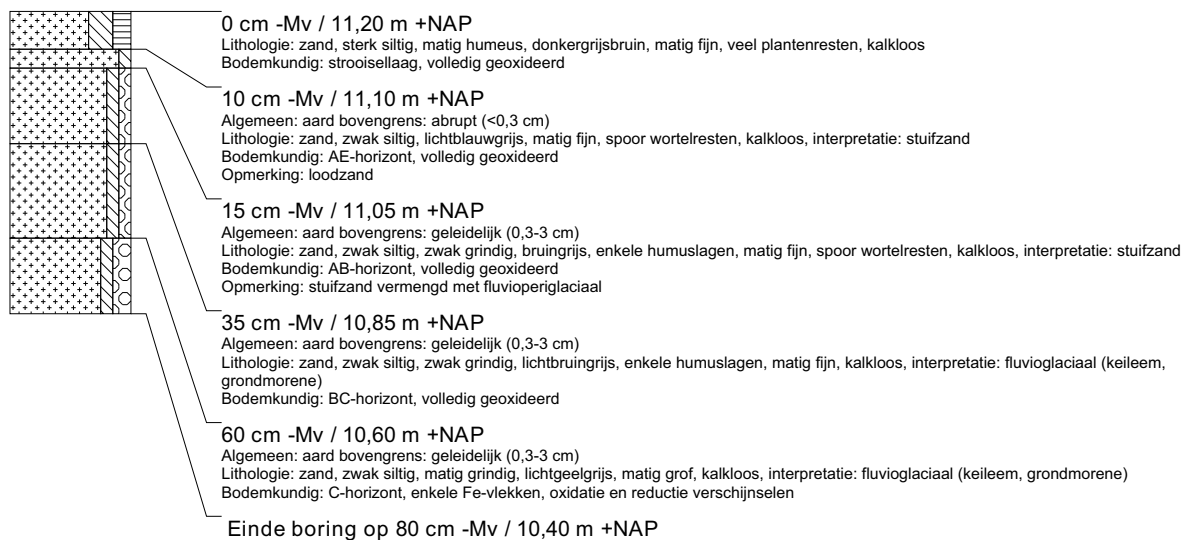 0 cm -Mv / 11,20 m +NAP
Lithologie: zand, sterk siltig, matig humeus, donkergrijsbruin, matig fijn, veel plantenresten, kalkloos
Bodemkundig: strooisellaag, volledig geoxideerd
10 cm -Mv / 11,10 m +NAP
Algemeen: aard bovengrens: abrupt (<0,3 cm)
Lithologie: zand, zwak siltig, lichtblauwgrijs, matig fijn, spoor wortelresten, kalkloos, interpretatie: stuifzand
Bodemkundig: AE-horizont, volledig geoxideerd
Opmerking: loodzand
15 cm -Mv / 11,05 m +NAP
Algemeen: aard bovengrens: geleidelijk (0,3-3 cm)
Lithologie: zand, zwak siltig, zwak grindig, bruingrijs, enkele humuslagen, matig fijn, spoor wortelresten, kalkloos, interpretatie: stuifzand
Bodemkundig: AB-horizont, volledig geoxideerd
Opmerking: stuifzand vermengd met fluvioperiglaciaal
35 cm -Mv / 10,85 m +NAP
Algemeen: aard bovengrens: geleidelijk (0,3-3 cm)
Lithologie: zand, zwak siltig, zwak grindig, lichtbruingrijs, enkele humuslagen, matig fijn, kalkloos, interpretatie: fluvioglaciaal (keileem,
grondmorene)
Bodemkundig: BC-horizont, volledig geoxideerd
60 cm -Mv / 10,60 m +NAP
Algemeen: aard bovengrens: geleidelijk (0,3-3 cm)
Lithologie: zand, zwak siltig, matig grindig, lichtgeelgrijs, matig grof, kalkloos, interpretatie: fluvioglaciaal (keileem, grondmorene)
Bodemkundig: C-horizont, enkele Fe-vlekken, oxidatie en reductie verschijnselen
Einde boring op 80 cm -Mv / 10,40 m +NAP